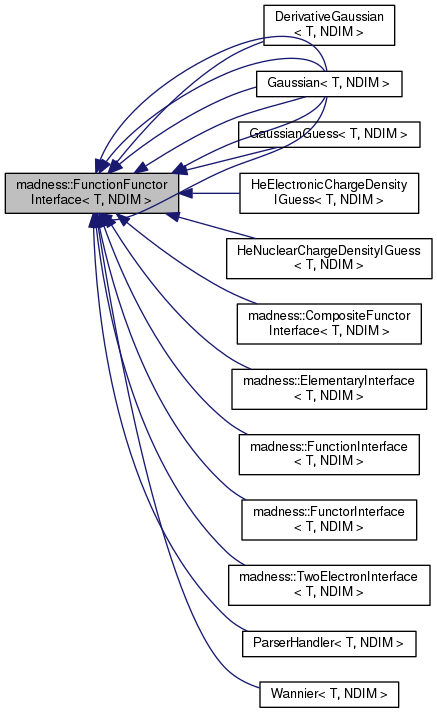 DerivativeGaussian
< T, NDIM >
Gaussian< T, NDIM >
GaussianGuess< T, NDIM >
madness::FunctionFunctor
Interface< T, NDIM >
HeElectronicChargeDensity
IGuess< T, NDIM >
HeNuclearChargeDensityIGuess
< T, NDIM >
madness::CompositeFunctor
Interface< T, NDIM >
madness::ElementaryInterface
< T, NDIM >
madness::FunctionInterface
< T, NDIM >
madness::FunctorInterface
< T, NDIM >
madness::TwoElectronInterface
< T, NDIM >
ParserHandler< T, NDIM >
Wannier< T, NDIM >